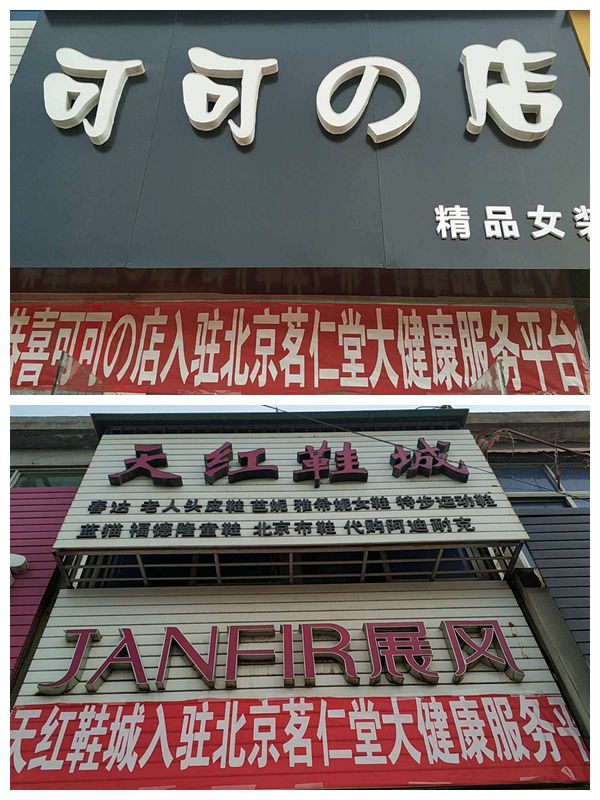 可可の店
精品女装
恭喜可可の店入驻北京茗仁堂大健康服务平台
天红鞋城
春达 老人头皮鞋 芭妮 雅希妮女鞋 特步运动鞋
蓝猫 福德隆童鞋 北京布鞋 代购阿迪耐克
JANFIR展风
天红鞋城入驻北京茗仁堂大健康服务平